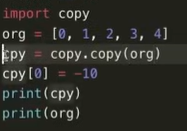 import copy
org = [0, 1, 2, 3, 4]
cpy = copy.copy(org)
cpy[0] = -10
print(cpy)
print(org)